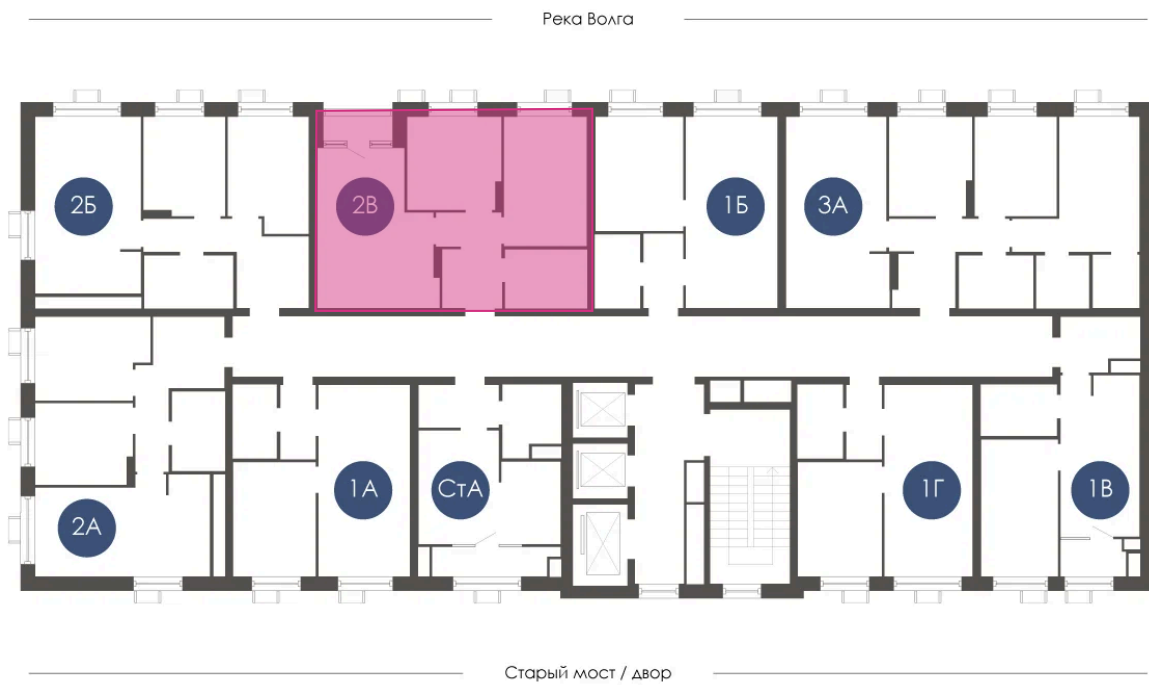 Река Волга
2Б
2В
1Б
3А
2А
1А
СтА
1Г
1В
Старый мост / двор